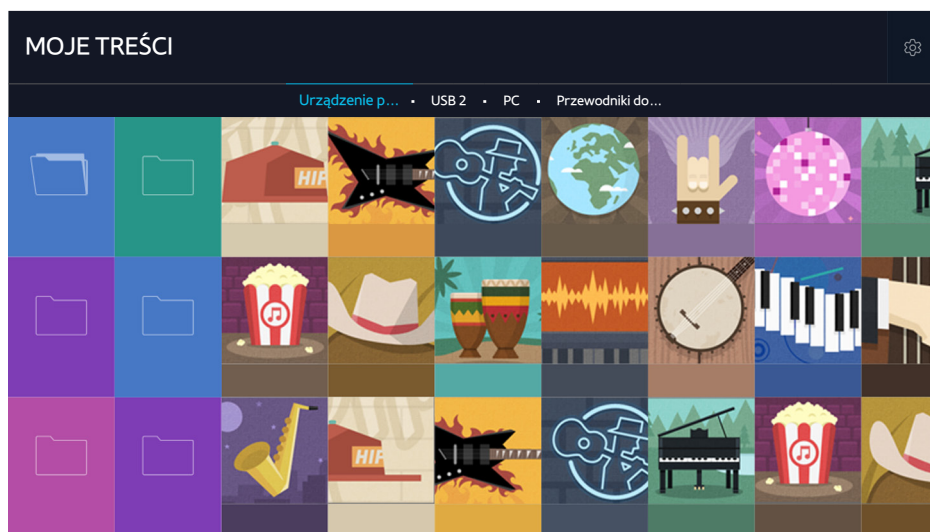 MOJE TREŚCI
Urządzenie p... • USB 2 • PC • Przewodniki do...
HIP
HIP